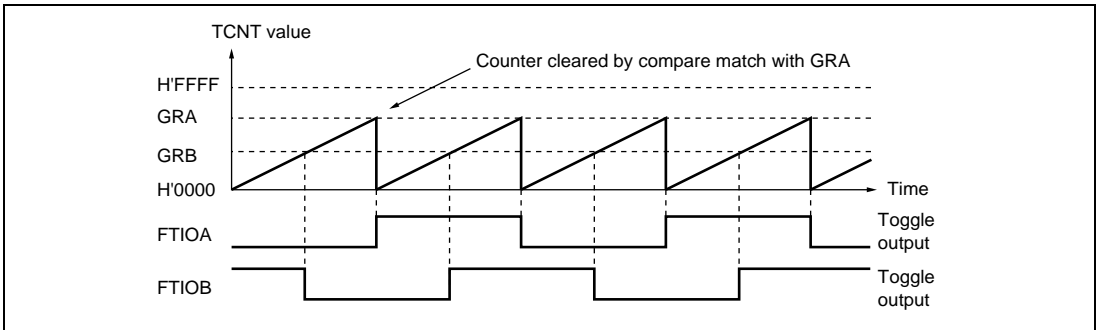 TCNT value
Counter cleared by compare match with GRA
H'FFFF
GRA
GRB
H'0000
Time
FTIOA
Toggle
output
FTIOB
Toggle
output